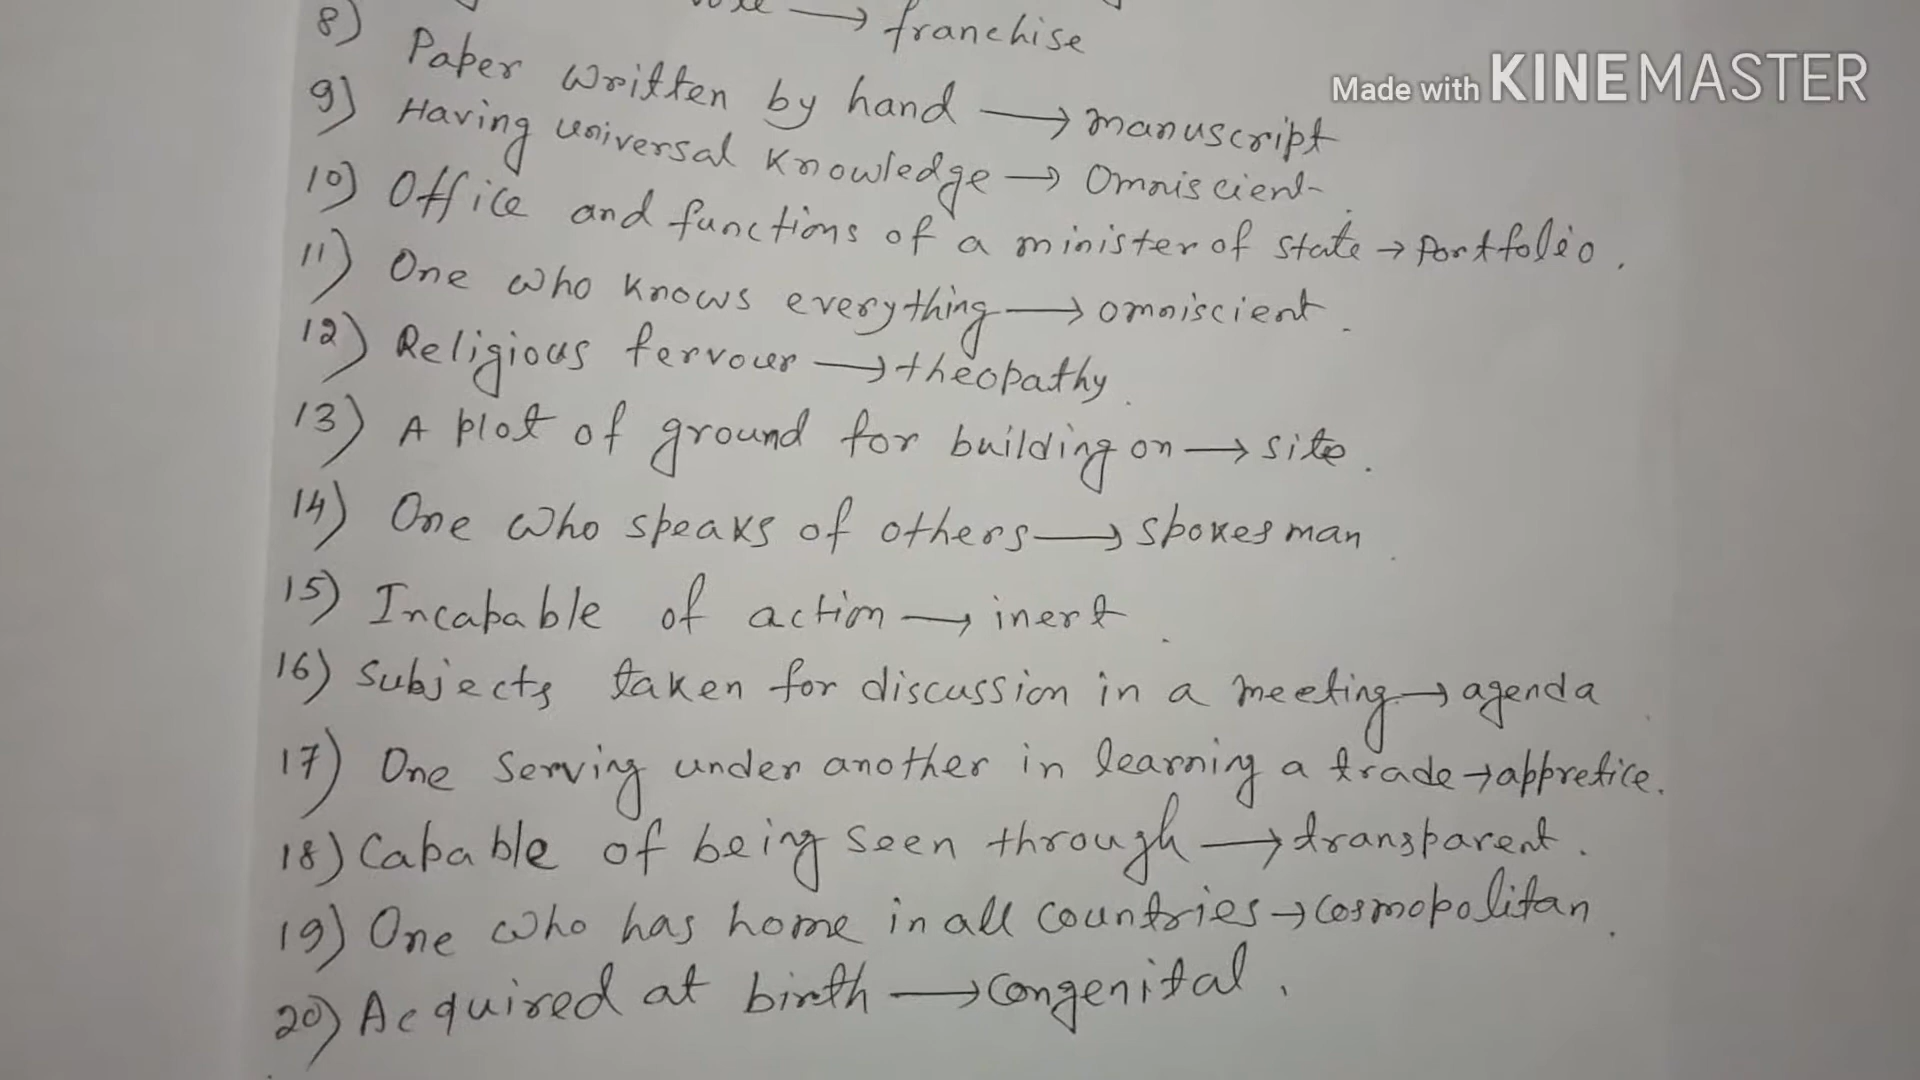 → franchise
8) Paper written by hand → manuscript
9) Having universal knowledge → Omniscient
10) Office and functions of a minister of state → Portfolio.
11) One who knows everything → omniscient.
12) Religious fervour → theopathy.
13) A plot of ground for building on → site.
14) One who speaks of others → spokesman
15) Incapable of action → inert.
16) Subjects taken for discussion in a meeting → agenda
17) One serving under another in learning a trade → appretice.
18) Capable of being seen through → transparent.
19) One who has home in all countries → cosmopolitan.
20) Acquired at birth → congenital.
Made with KINEMASTER